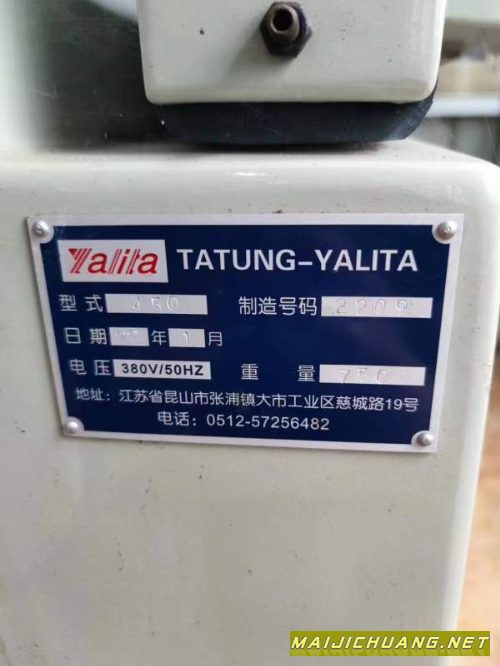 Yalita TATUNG-YALITA
型式 450 制造号码 2209
日期 22 年 1 月
电压 380V/50HZ 重量 750
地址: 江苏省昆山市张浦镇大市工业区慈城路19号
电话: 0512-57256482
MAIJICHUANG.NET